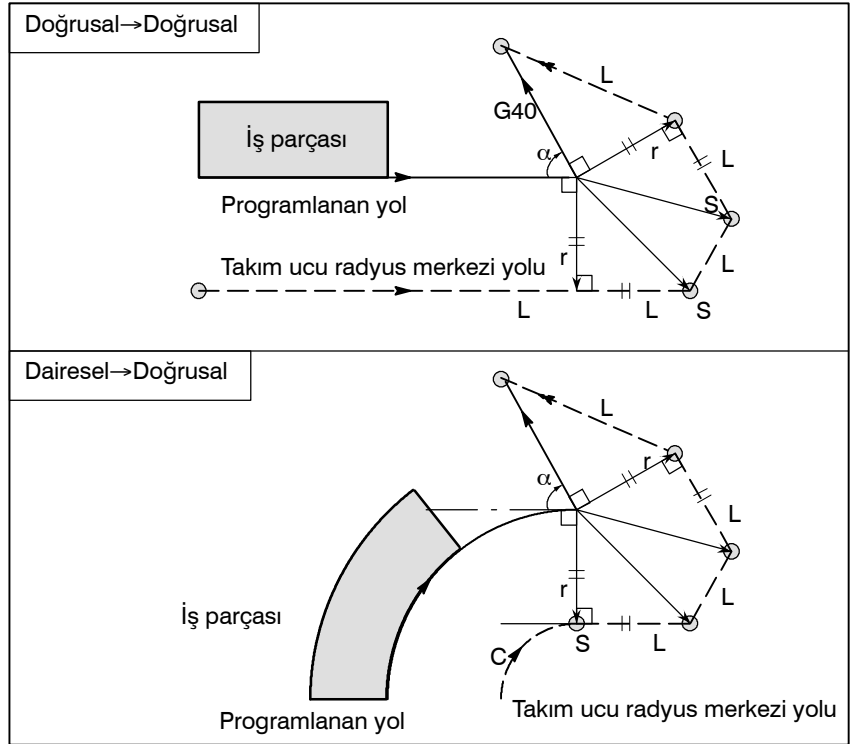 Doğrusal→Doğrusal
L
G40
İş parçası
α
r
L
Programlanan yol
S
r
L
Takım ucu radyus merkezi yolu
L
L
S
Dairesel→Doğrusal
L
α
r
L
r
L
İş parçası
S
L
C
Programlanan yol
Takım ucu radyus merkezi yolu